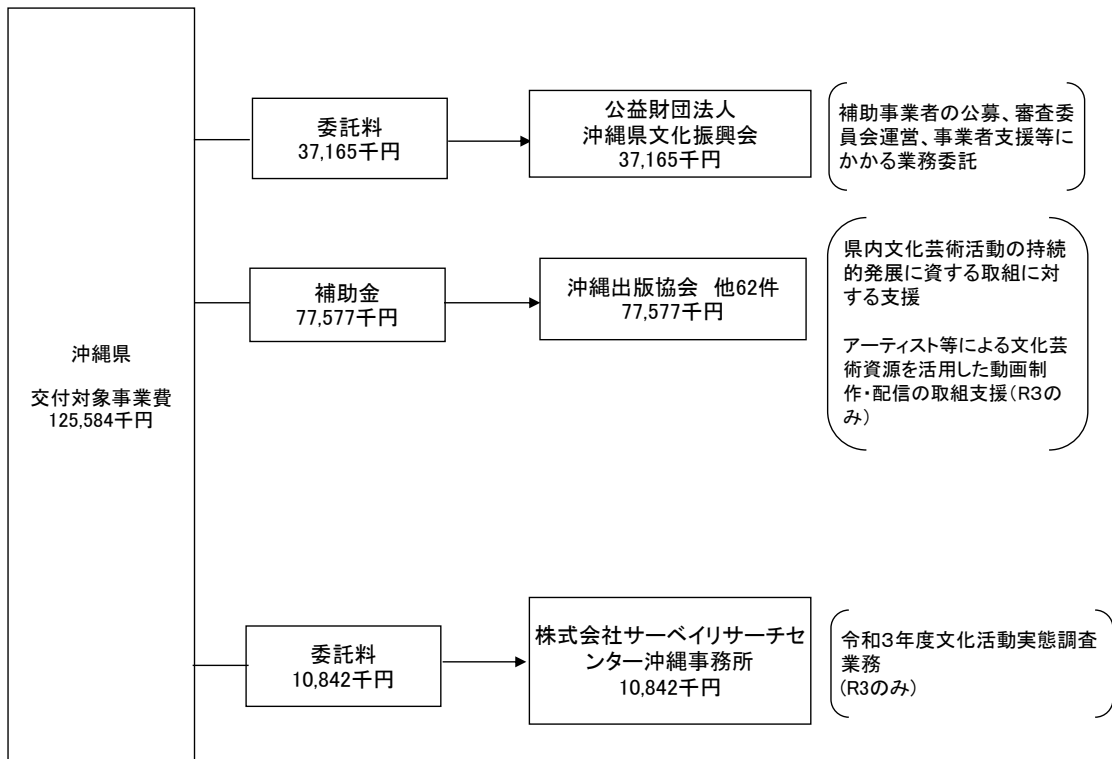 委託料
37,165千円
公益財団法人
沖縄県文化振興会
37,165千円
補助事業者の公募、審査委
員会運営、事業者支援等に
かかる業務委託
補助金
77,577千円
沖縄出版協会 他62件
77,577千円
県内文化芸術活動の持続
的発展に資する取組に対
する支援
アーティスト等による文化芸
術資源を活用した動画制
作・配信の取組支援(R3の
み)
沖縄県
交付対象事業費
125,584千円
委託料
10,842千円
株式会社サーベイリサーチセ
ンター沖縄事務所
10,842千円
令和3年度文化活動実態調査
業務
(R3のみ)